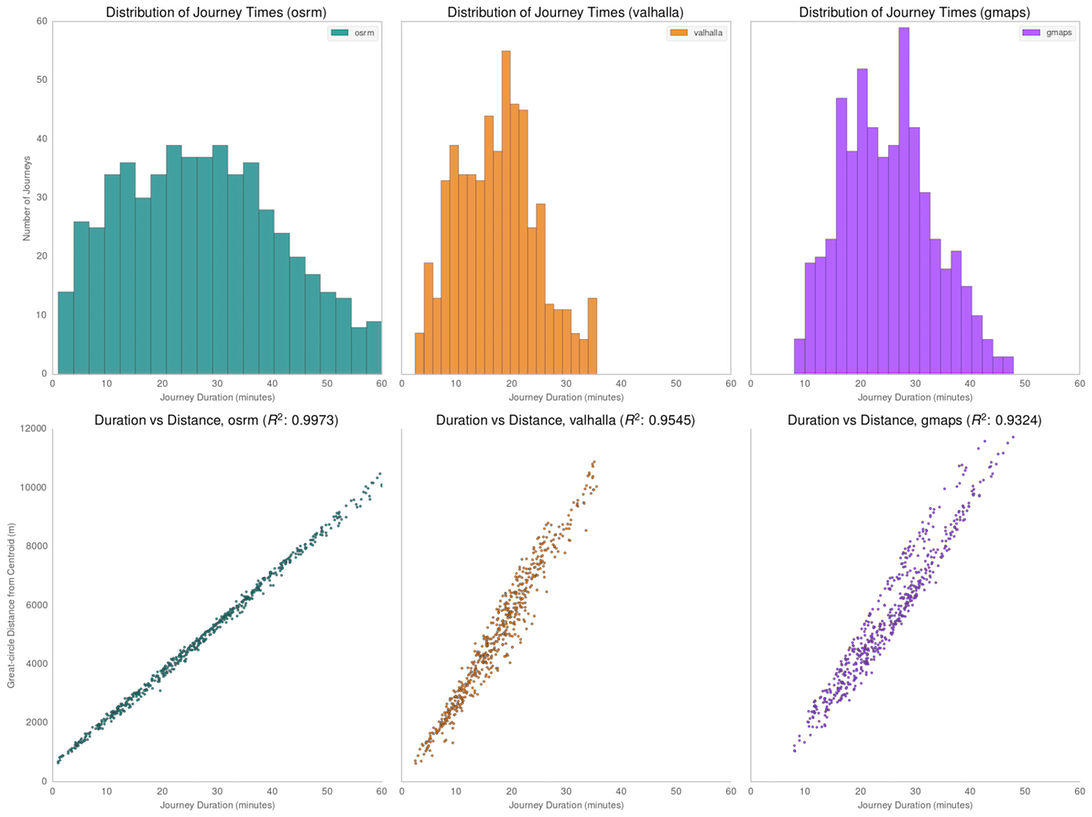 Distribution of Journey Times (osrm)
Distribution of Journey Times (valhalla)
Distribution of Journey Times (gmaps)
osrm
valhalla
gmaps
Number of Journeys
60
50
40
30
20
10
0
0 10 20 30 40 50 60
0 10 20 30 40 50 60
0 10 20 30 40 50 60
Journey Duration (minutes)
Journey Duration (minutes)
Journey Duration (minutes)
Duration vs Distance, osrm (R²: 0.9973)
Duration vs Distance, valhalla (R²: 0.9545)
Duration vs Distance, gmaps (R²: 0.9324)
Great-circle Distance from Centroid (m)
12000
10000
8000
6000
4000
2000
0
0 10 20 30 40 50 60
0 10 20 30 40 50 60
0 10 20 30 40 50 60
Journey Duration (minutes)
Journey Duration (minutes)
Journey Duration (minutes)